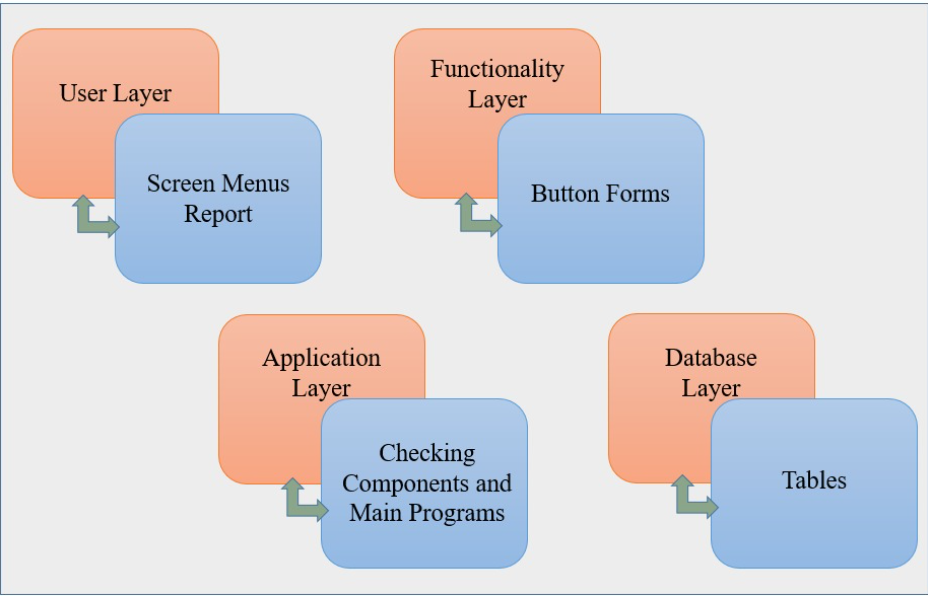 User Layer
Screen Menus
Report
Functionality
Layer
Button Forms
Application
Layer
Checking
Components and
Main Programs
Database
Layer
Tables